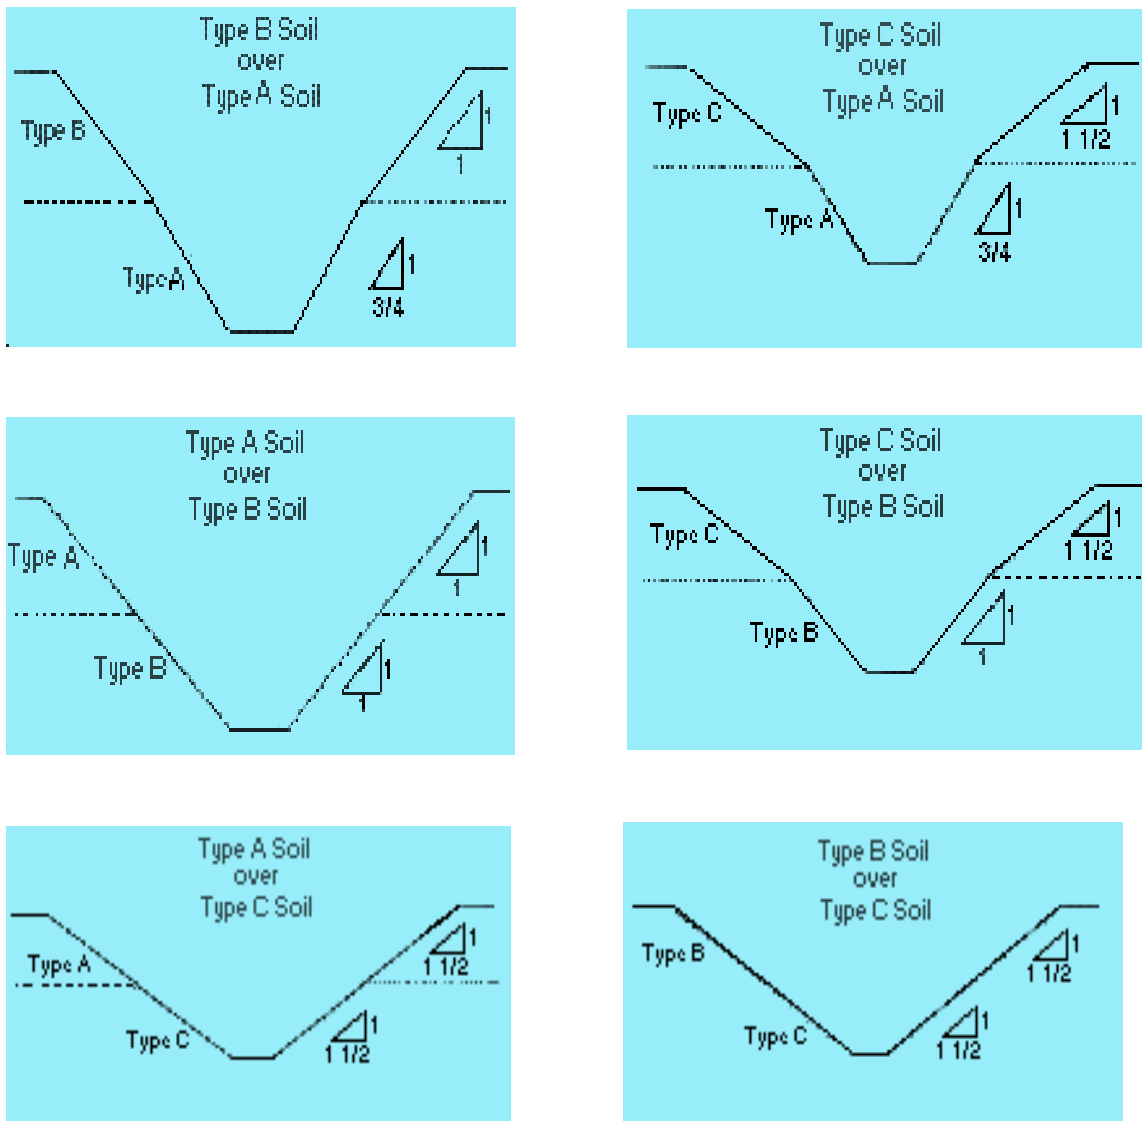 Type B Soil
over
Type A Soil
Type B
1
1
Type A
1
3/4
Type C Soil
over
Type A Soil
Type C
1
1 1/2
Type A
1
3/4
Type A Soil
over
Type B Soil
Type A
1
1
Type B
1
1
Type C Soil
over
Type B Soil
Type C
1
1 1/2
Type B
1
1
Type A Soil
over
Type C Soil
Type A
1
1 1/2
Type C
1
1 1/2
Type B Soil
over
Type C Soil
Type B
1
1 1/2
Type C
1
1 1/2